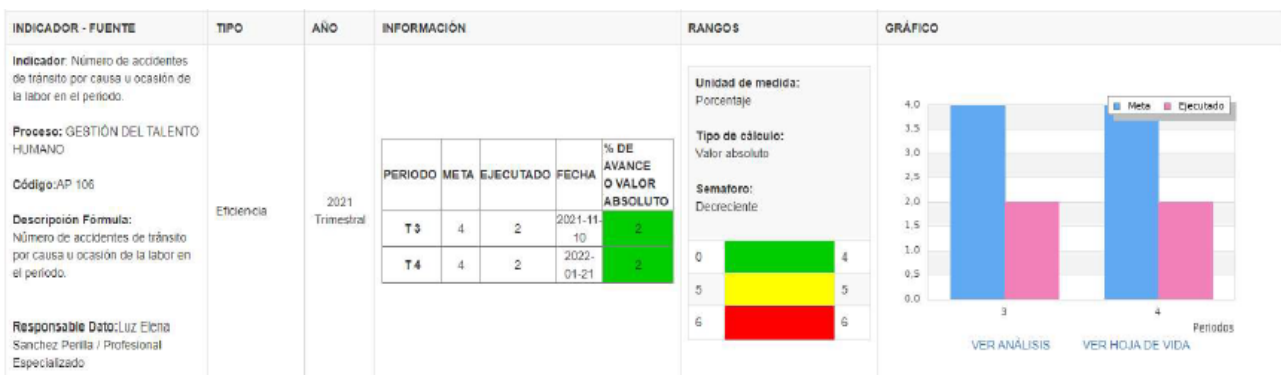 INDICADOR - FUENTE TIPO AÑO INFORMACIÓN RANGOS GRÁFICO
Indicador: Número de accidentes
de tránsito por causa u ocasión de
la labor en el periodo.
Proceso: GESTIÓN DEL TALENTO
HUMANO
Código:AP 106
Descripción Fórmula:
Número de accidentes de tránsito
por causa u ocasión de la labor en
el periodo.
Responsable Dato:Luz Elena
Sanchez Perilla / Profesional
Especializado
Eficiencia
2021
Trimestral
PERIODO META EJECUTADO FECHA % DE
AVANCE
O VALOR
ABSOLUTO
T 3 4 2 2021-11-
10 2
T 4 4 2 2022-
01-21 2
Unidad de medida:
Porcentaje
Tipo de cálculo:
Valor absoluto
Semaforo:
Decreciente
0 4
5 5
6 6
Meta Ejecutado
4,0
3,5
3,0
2,5
2,0
1,5
1,0
0,5
0,0
3 4
Periodos
VER ANÁLISIS VER HOJA DE VIDA